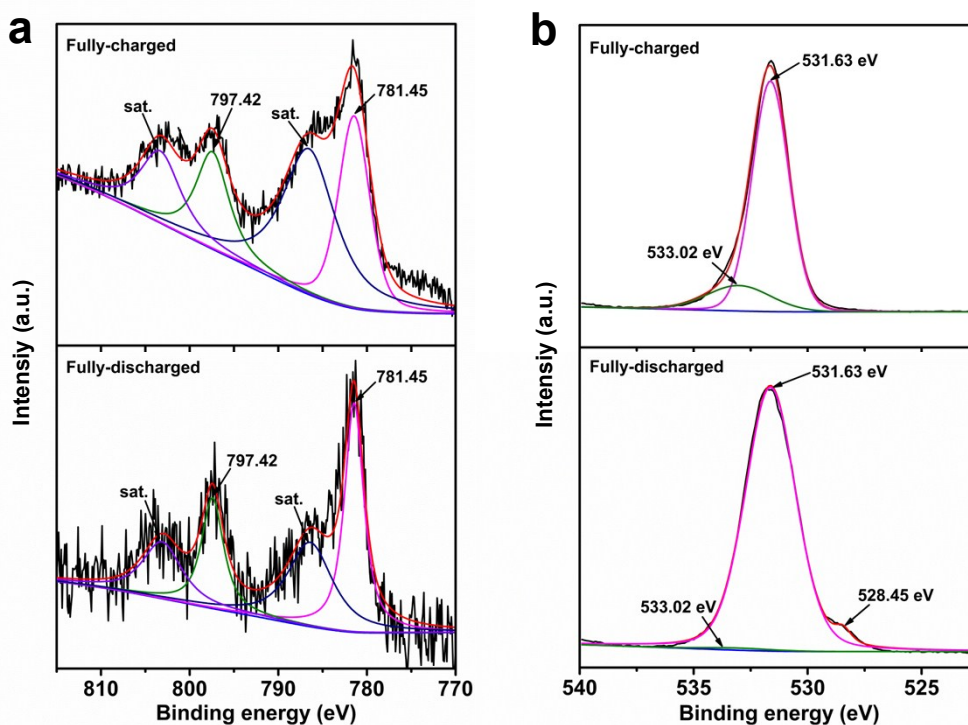 a
Fully-charged
sat.
797.42
sat.
781.45
Fully-discharged
sat.
797.42
sat.
781.45
810 800 790 780 770
Binding energy (eV)
Intensiy (a.u.)
b
Fully-charged
531.63 eV
533.02 eV
Fully-discharged
531.63 eV
533.02 eV
528.45 eV
540 535 530 525
Binding energy (eV)
Intensiy (a.u.)